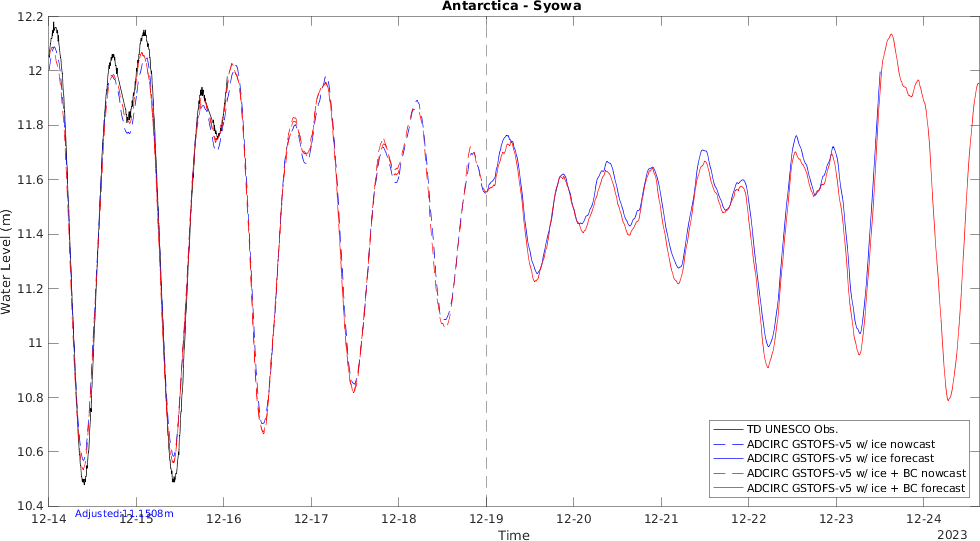 Antarctica - Syowa
12.2
12
11.8
11.6
11.4
11.2
11
10.8
10.6
10.4
Water Level (m)
TD UNESCO Obs.
ADCIRC GSTOFS-v5 w/ ice nowcast
ADCIRC GSTOFS-v5 w/ ice forecast
ADCIRC GSTOFS-v5 w/ ice + BC nowcast
ADCIRC GSTOFS-v5 w/ ice + BC forecast
Adjusted:11.1508m
12-14 12-15 12-16 12-17 12-18 12-19 12-20 12-21 12-22 12-23 12-24
Time
2023